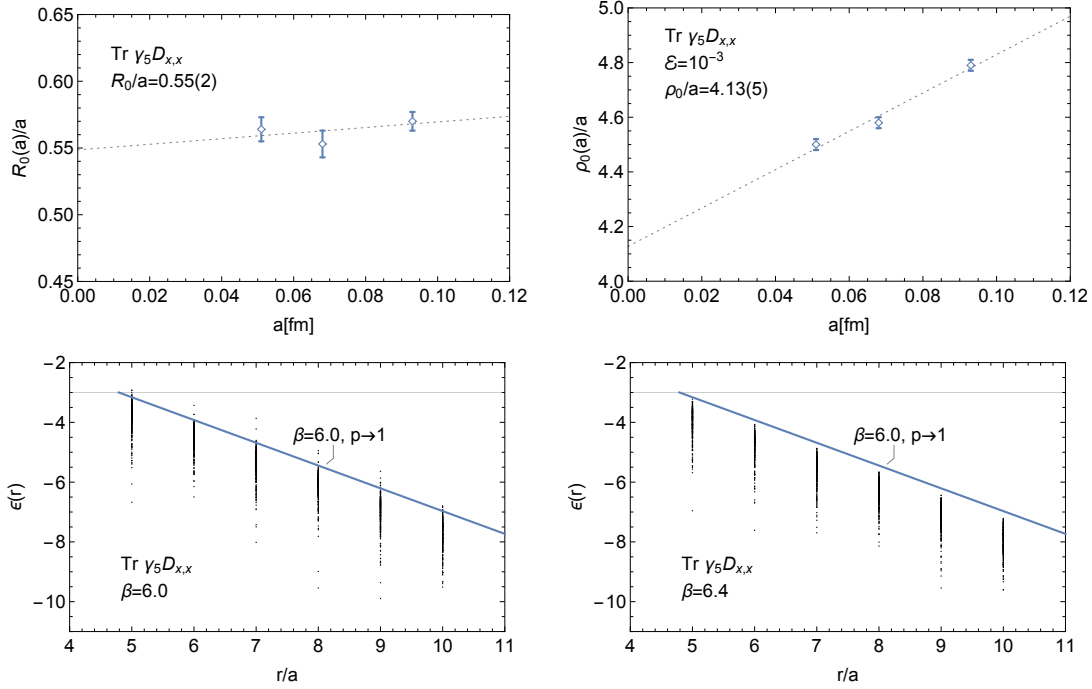 0.65
0.60
0.55
0.50
0.45
R₀(a)/a
Tr γ₅Dₓ,ₓ
R₀/a=0.55(2)
0.00 0.02 0.04 0.06 0.08 0.10 0.12
a[fm]
5.0
4.8
4.6
4.4
4.2
4.0
ρ₀(a)/a
Tr γ₅Dₓ,ₓ
ℰ=10⁻³
ρ₀/a=4.13(5)
0.00 0.02 0.04 0.06 0.08 0.10 0.12
a[fm]
−2
−4
−6
−8
−10
ϵ(r)
β=6.0, p→1
Tr γ₅Dₓ,ₓ
β=6.0
4 5 6 7 8 9 10 11
r/a
−2
−4
−6
−8
−10
ϵ(r)
β=6.0, p→1
Tr γ₅Dₓ,ₓ
β=6.4
4 5 6 7 8 9 10 11
r/a